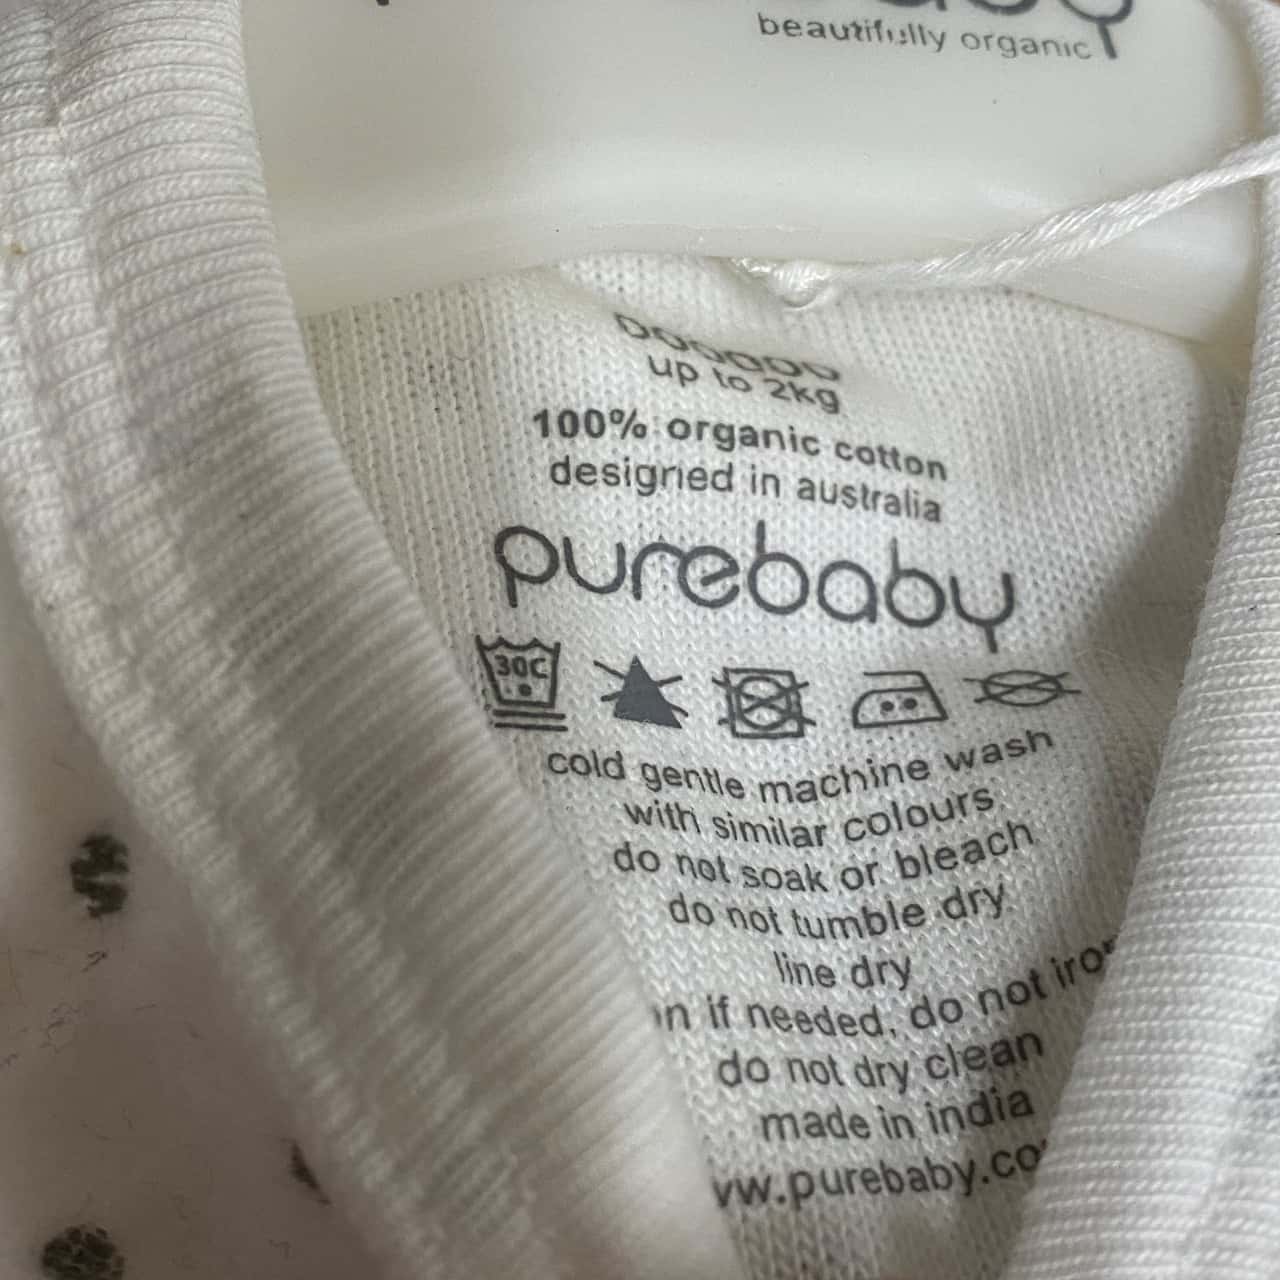 beautifully organic
000000
up to 2kg
100% organic cotton
designed in australia
purebaby
30C
cold gentle machine wash
with similar colours
do not soak or bleach
do not tumble dry
line dry
if needed, do not
do not dry clean
made in india